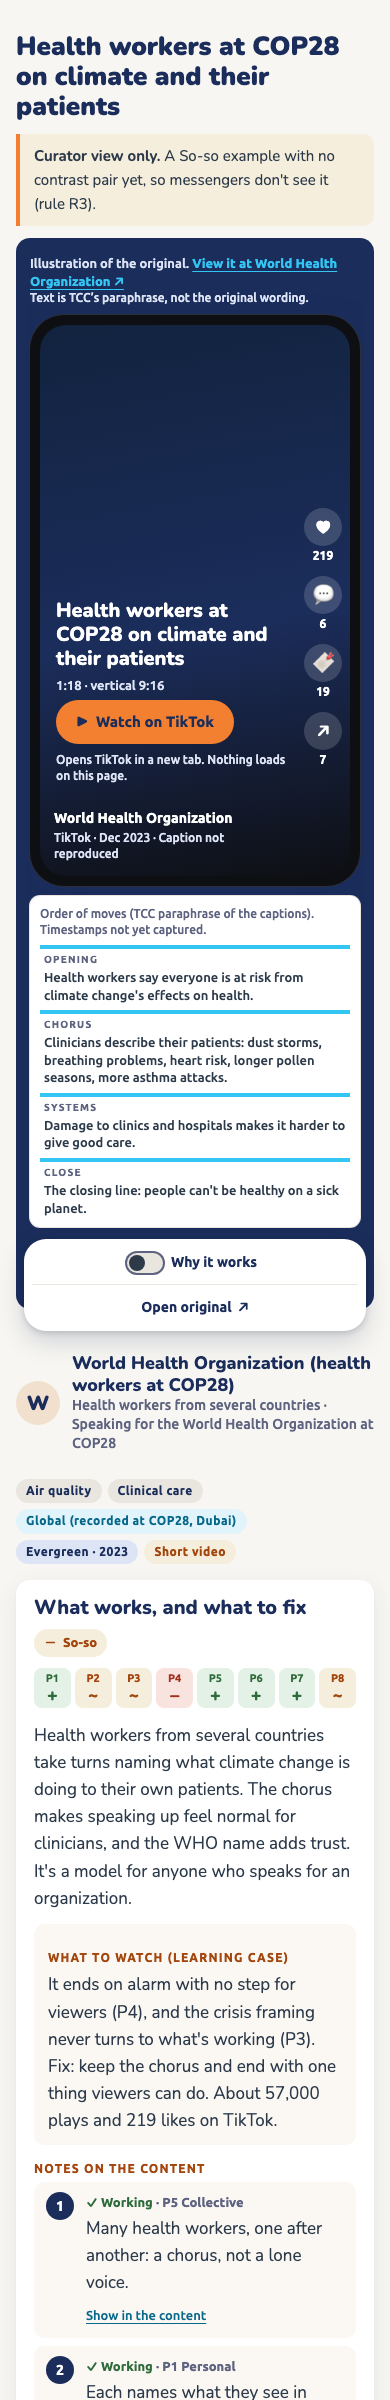 Health workers at COP28
on climate and their
patients
Curator view only. A So-so example with no
contrast pair yet, so messengers don't see it
(rule R3).
Illustration of the original. View it at World Health
Organization ↗
Text is TCC's paraphrase, not the original wording.
219
6
19
7
Health workers at
COP28 on climate and
their patients
1:18 · vertical 9:16
▶ Watch on TikTok
Opens TikTok in a new tab. Nothing loads
on this page.
World Health Organization
TikTok · Dec 2023 · Caption not
reproduced
Order of moves (TCC paraphrase of the captions).
Timestamps not yet captured.
OPENING
Health workers say everyone is at risk from
climate change's effects on health.
CHORUS
Clinicians describe their patients: dust storms,
breathing problems, heart risk, longer pollen
seasons, more asthma attacks.
SYSTEMS
Damage to clinics and hospitals makes it harder to
give good care.
CLOSE
The closing line: people can't be healthy on a sick
planet.
Why it works
Open original ↗
W
World Health Organization (health
workers at COP28)
Health workers from several countries ·
Speaking for the World Health Organization at
COP28
Air quality
Clinical care
Global (recorded at COP28, Dubai)
Evergreen · 2023
Short video
What works, and what to fix
– So-so
P1 P2 P3 P4 P5 P6 P7 P8
+ ~ ~ – + + + ~
Health workers from several countries
take turns naming what climate change is
doing to their own patients. The chorus
makes speaking up feel normal for
clinicians, and the WHO name adds trust.
It's a model for anyone who speaks for an
organization.
WHAT TO WATCH (LEARNING CASE)
It ends on alarm with no step for
viewers (P4), and the crisis framing
never turns to what's working (P3).
Fix: keep the chorus and end with one
thing viewers can do. About 57,000
plays and 219 likes on TikTok.
NOTES ON THE CONTENT
1
✓ Working · P5 Collective
Many health workers, one after
another: a chorus, not a lone
voice.
Show in the content
2
✓ Working · P1 Personal
Each names what they see in